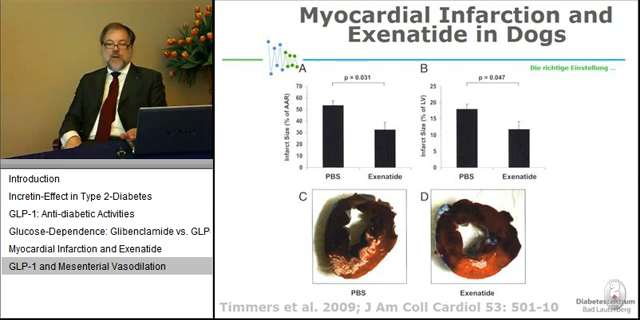 Myocardial Infarction and
Exenatide in Dogs
Die richtige Einstellung ...
A
p = 0.031
Infarct Size (% of AAR)
70
60
50
40
30
20
10
0
PBS
Exenatide
B
p = 0.047
Infarct Size (% of LV)
25
20
15
10
5
0
PBS
Exenatide
C
PBS
D
Exenatide
Timmers et al. 2009; J Am Coll Cardiol 53: 501-10
Diabeteszentrum
Bad Lauterberg
Introduction
Incretin-Effect in Type 2-Diabetes
GLP-1: Anti-diabetic Activities
Glucose-Dependence: Glibenclamide vs. GLP
Myocardial Infarction and Exenatide
GLP-1 and Mesenterial Vasodilation